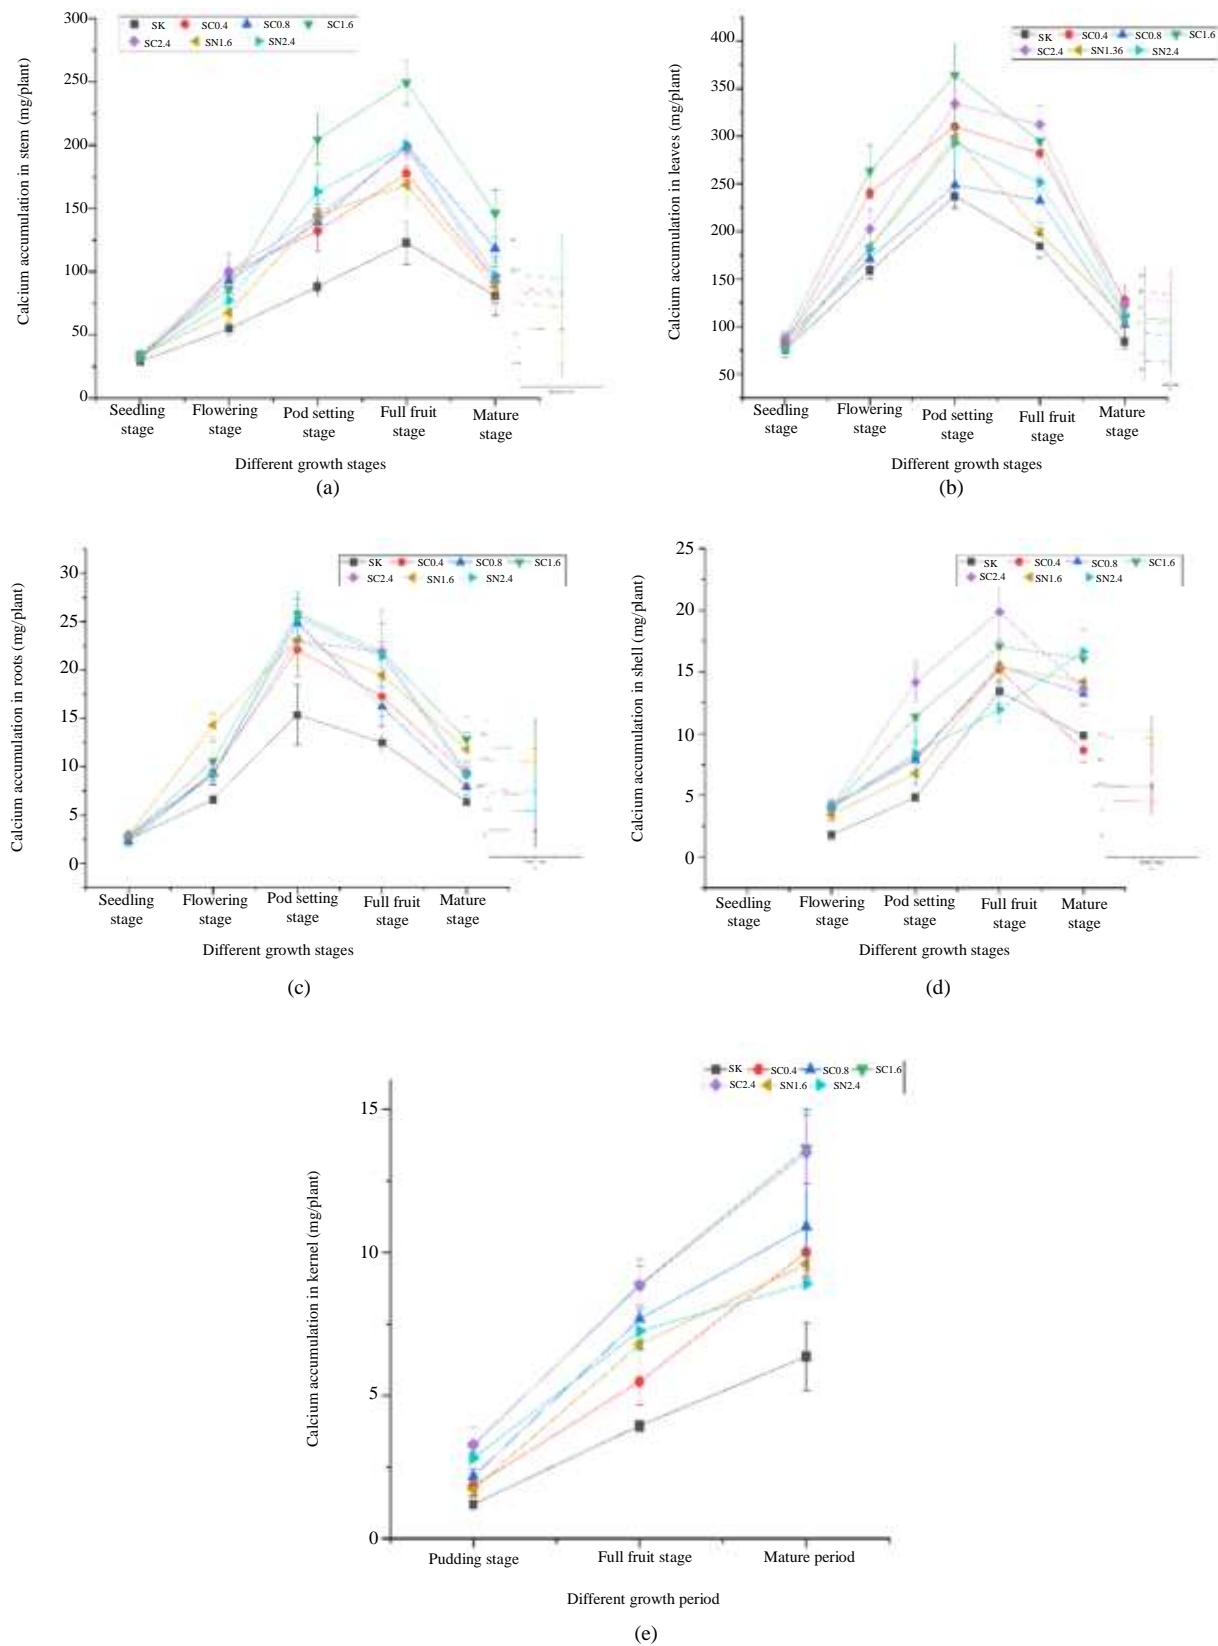 SK SC0.4 SC0.8 SC1.6
SC2.4 SN1.6 SN2.4
Calcium accumulation in stem (mg/plant)
300
250
200
150
100
50
0
Seedling stage
Flowering stage
Pod setting stage
Full fruit stage
Mature stage
Different growth stages
(a)
SK SC0.4 SC0.8 SC1.6
SC2.4 SN1.36 SN2.4
Calcium accumulation in leaves (mg/plant)
400
350
300
250
200
150
100
50
Seedling stage
Flowering stage
Pod setting stage
Full fruit stage
Mature stage
Different growth stages
(b)
SK SC0.4 SC0.8 SC1.6
SC2.4 SN1.6 SN2.4
Calcium accumulation in roots (mg/plant)
30
25
20
15
10
5
0
Seedling stage
Flowering stage
Pod setting stage
Full fruit stage
Mature stage
Different growth stages
(c)
SK SC0.4 SC0.8 SC1.6
SC2.4 SN1.6 SN2.4
Calcium accumulation in shell (mg/plant)
25
20
15
10
5
0
Seedling stage
Flowering stage
Pod setting stage
Full fruit stage
Mature stage
Different growth stages
(d)
SK SC0.4 SC0.8 SC1.6
SC2.4 SN1.6 SN2.4
Calcium accumulation in kernel (mg/plant)
15
10
5
0
Pudding stage
Full fruit stage
Mature period
Different growth period
(e)